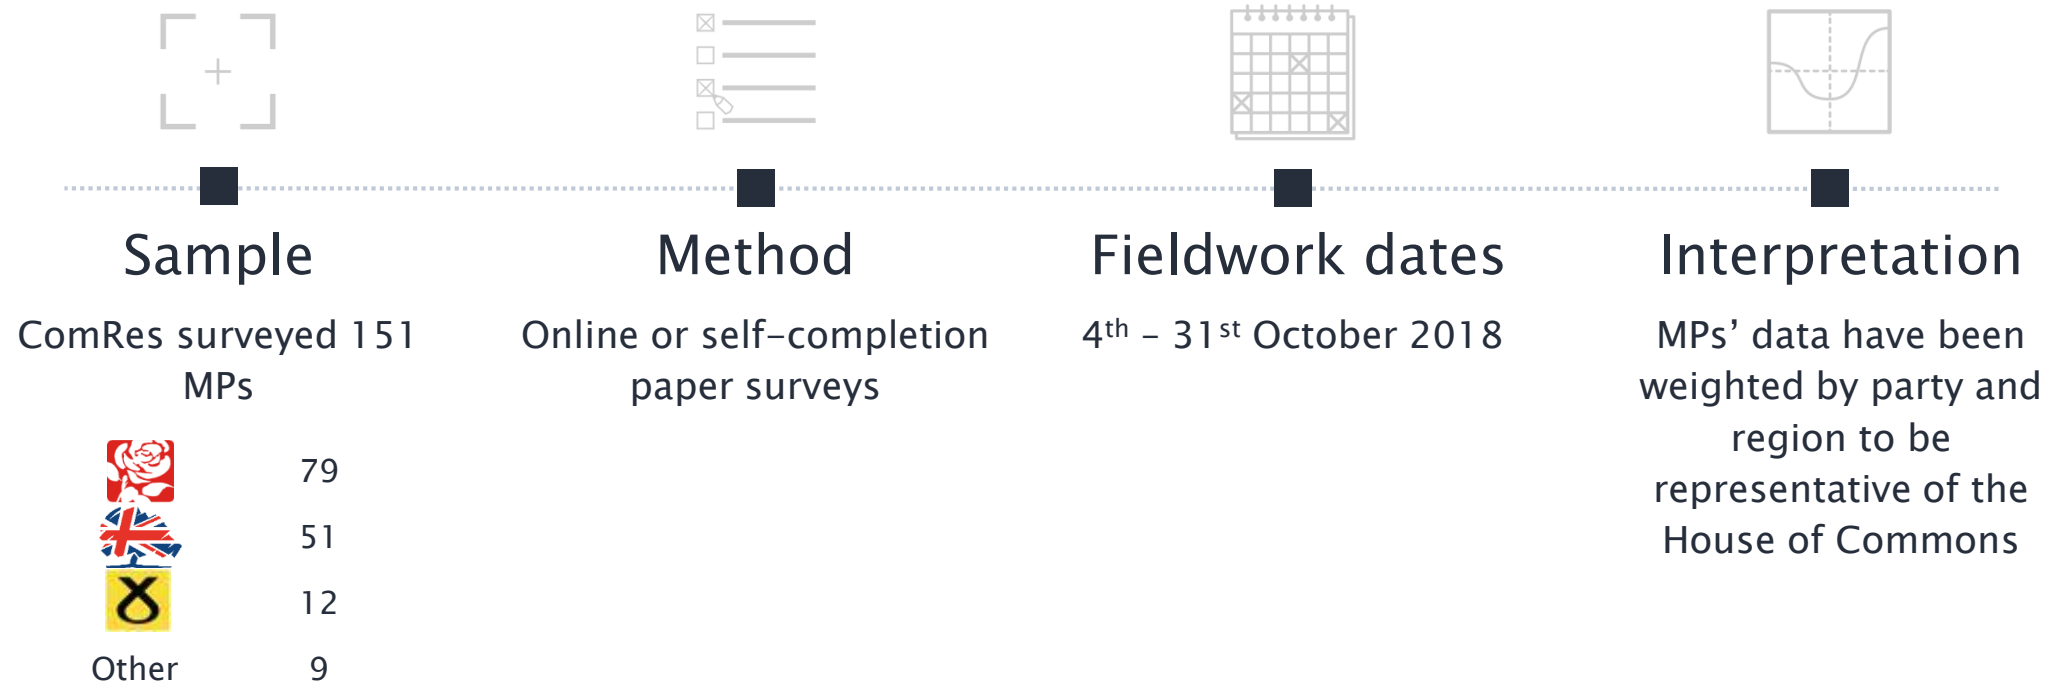 Sample
ComRes surveyed 151
MPs
79
51
12
Other 9
Method
Online or self-completion
paper surveys
Fieldwork dates
4th – 31st October 2018
Interpretation
MPs’ data have been
weighted by party and
region to be
representative of the
House of Commons